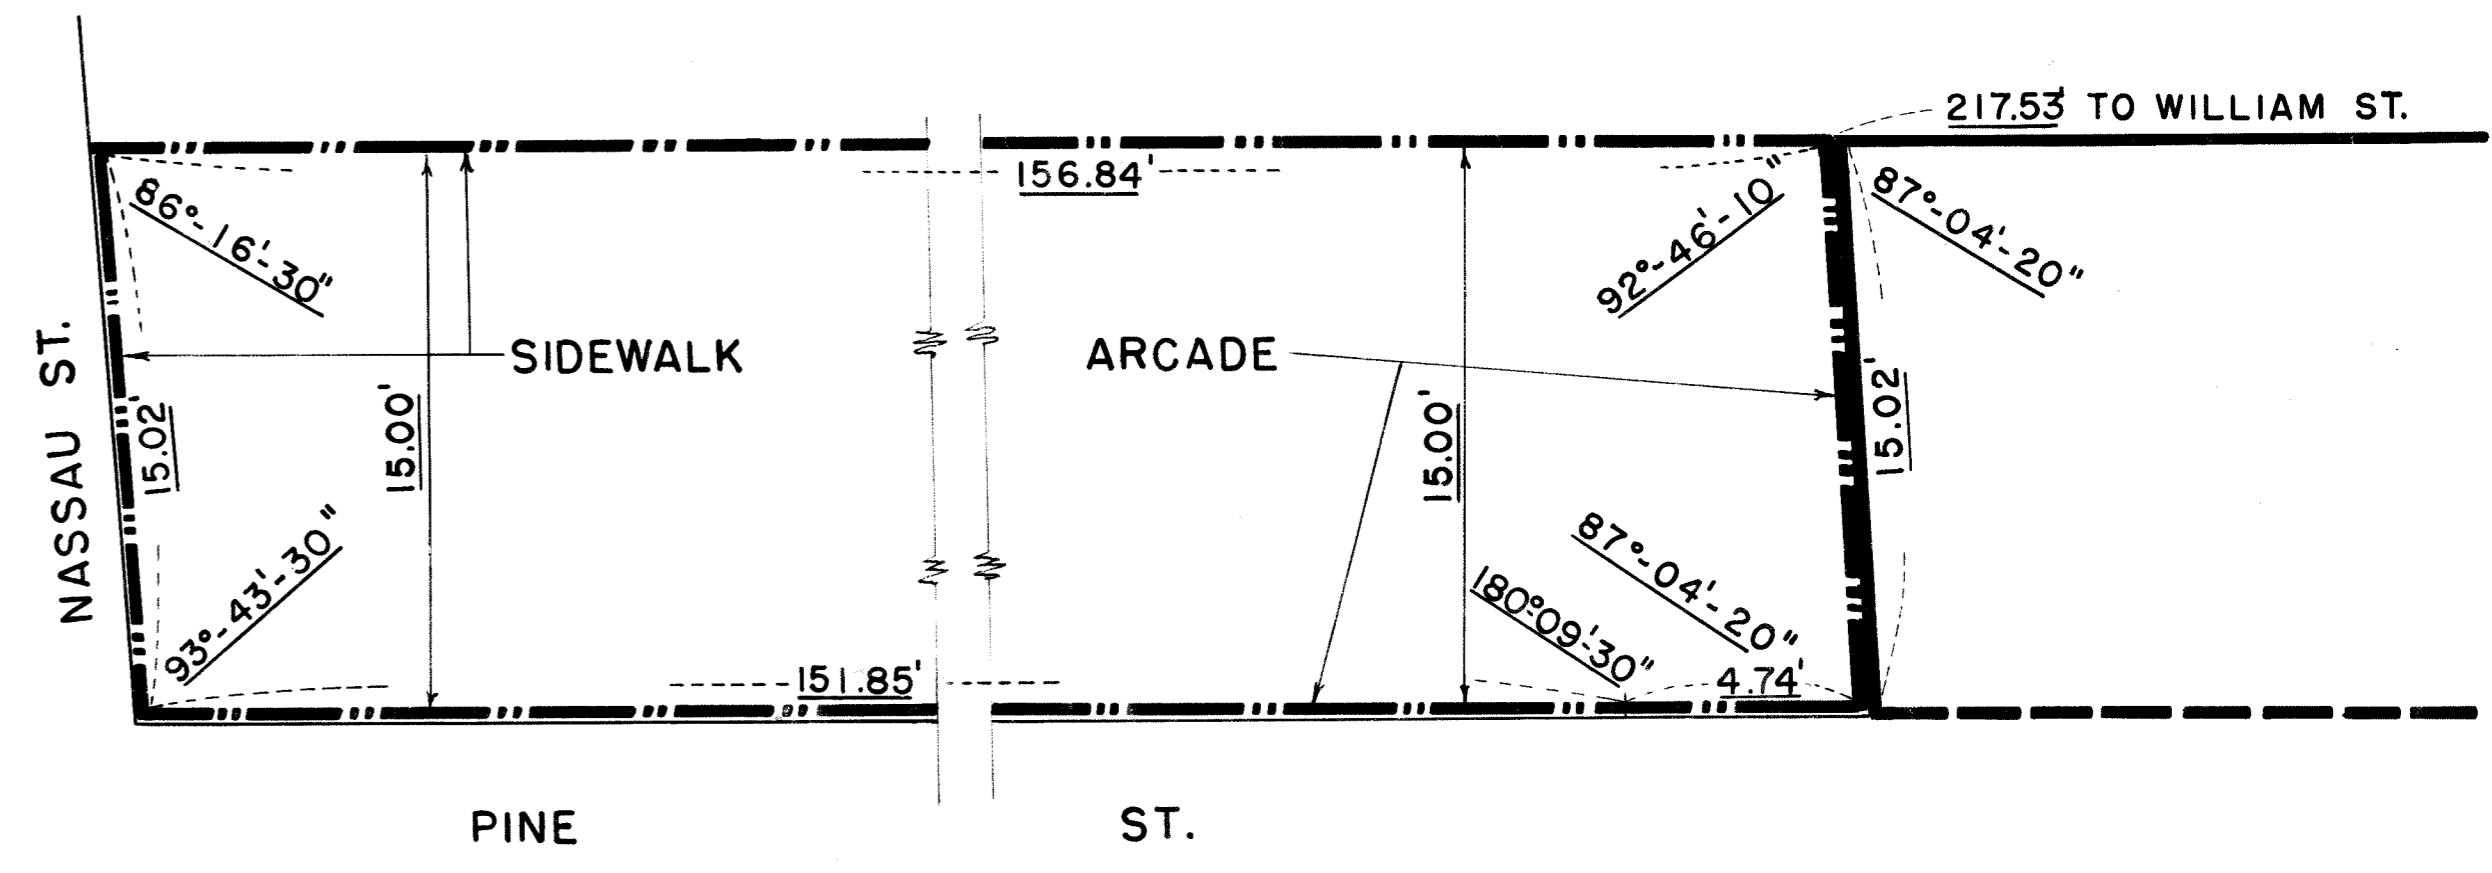 217.53' TO WILLIAM ST.
156.84'
86°-16'-30"
92°-46'-10"
87°-04'-20"
NASSAU ST.
SIDEWALK
ARCADE
15.02'
15.00'
15.00'
15.02'
93°-43'-30"
87°-04'-20"
180°09'-30"
151.85'
4.74'
PINE ST.